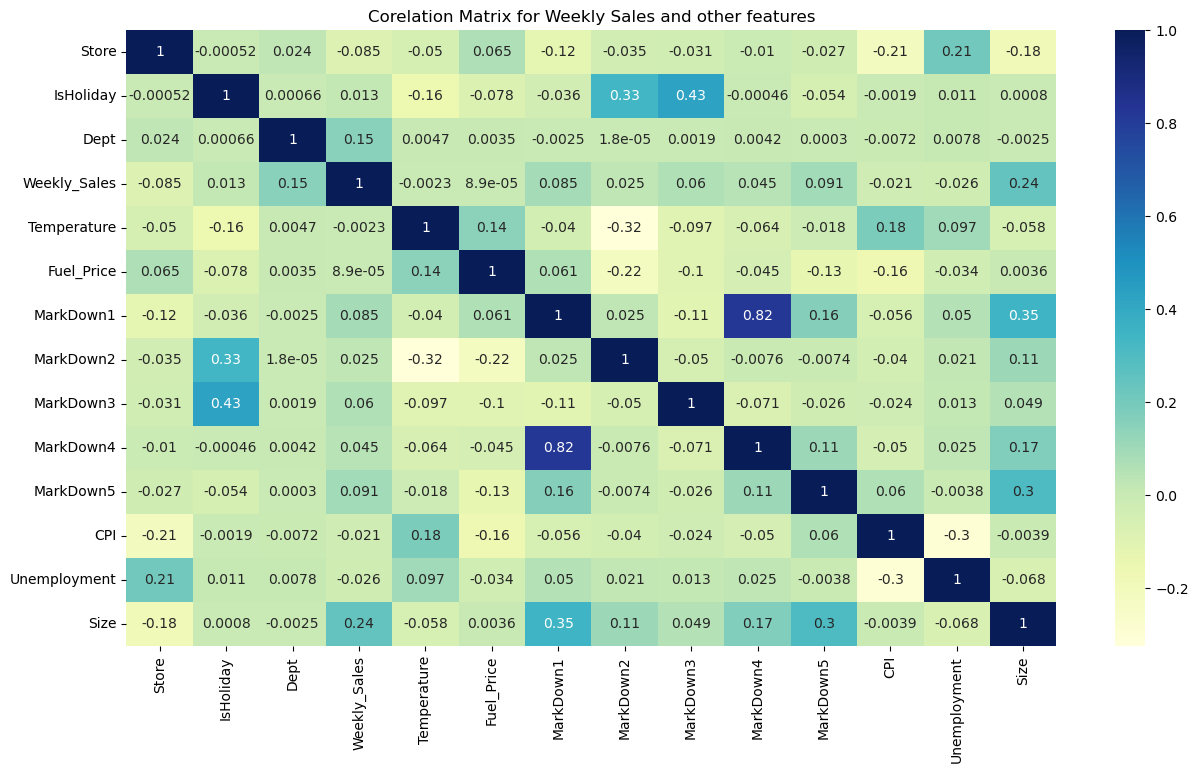 Corelation Matrix for Weekly Sales and other features
Store 1 -0.00052 0.024 -0.085 -0.05 0.065 -0.12 -0.035 -0.031 -0.01 -0.027 -0.21 0.21 -0.18
IsHoliday -0.00052 1 0.00066 0.013 -0.16 -0.078 -0.036 0.33 0.43 -0.00046 -0.054 -0.0019 0.011 0.0008
Dept 0.024 0.00066 1 0.15 0.0047 0.0035 -0.0025 1.8e-05 0.0019 0.0042 0.0003 -0.0072 0.0078 -0.0025
Weekly_Sales -0.085 0.013 0.15 1 -0.0023 8.9e-05 0.085 0.025 0.06 0.045 0.091 -0.021 -0.026 0.24
Temperature -0.05 -0.16 0.0047 -0.0023 1 0.14 -0.04 -0.32 -0.097 -0.064 -0.018 0.18 0.097 -0.058
Fuel_Price 0.065 -0.078 0.0035 8.9e-05 0.14 1 0.061 -0.22 -0.1 -0.045 -0.13 -0.16 -0.034 0.0036
MarkDown1 -0.12 -0.036 -0.0025 0.085 -0.04 0.061 1 0.025 -0.11 0.82 0.16 -0.056 0.05 0.35
MarkDown2 -0.035 0.33 1.8e-05 0.025 -0.32 -0.22 0.025 1 -0.05 -0.0076 -0.0074 -0.04 0.021 0.11
MarkDown3 -0.031 0.43 0.0019 0.06 -0.097 -0.1 -0.11 -0.05 1 -0.071 -0.026 -0.024 0.013 0.049
MarkDown4 -0.01 -0.00046 0.0042 0.045 -0.064 -0.045 0.82 -0.0076 -0.071 1 0.11 -0.05 0.025 0.17
MarkDown5 -0.027 -0.054 0.0003 0.091 -0.018 -0.13 0.16 -0.0074 -0.026 0.11 1 0.06 -0.0038 0.3
CPI -0.21 -0.0019 -0.0072 -0.021 0.18 -0.16 -0.056 -0.04 -0.024 -0.05 0.06 1 -0.3 -0.0039
Unemployment 0.21 0.011 0.0078 -0.026 0.097 -0.034 0.05 0.021 0.013 0.025 -0.0038 -0.3 1 -0.068
Size -0.18 0.0008 -0.0025 0.24 -0.058 0.0036 0.35 0.11 0.049 0.17 0.3 -0.0039 -0.068 1
Store IsHoliday Dept Weekly_Sales Temperature Fuel_Price MarkDown1 MarkDown2 MarkDown3 MarkDown4 MarkDown5 CPI Unemployment Size
1.0
0.8
0.6
0.4
0.2
0.0
−0.2